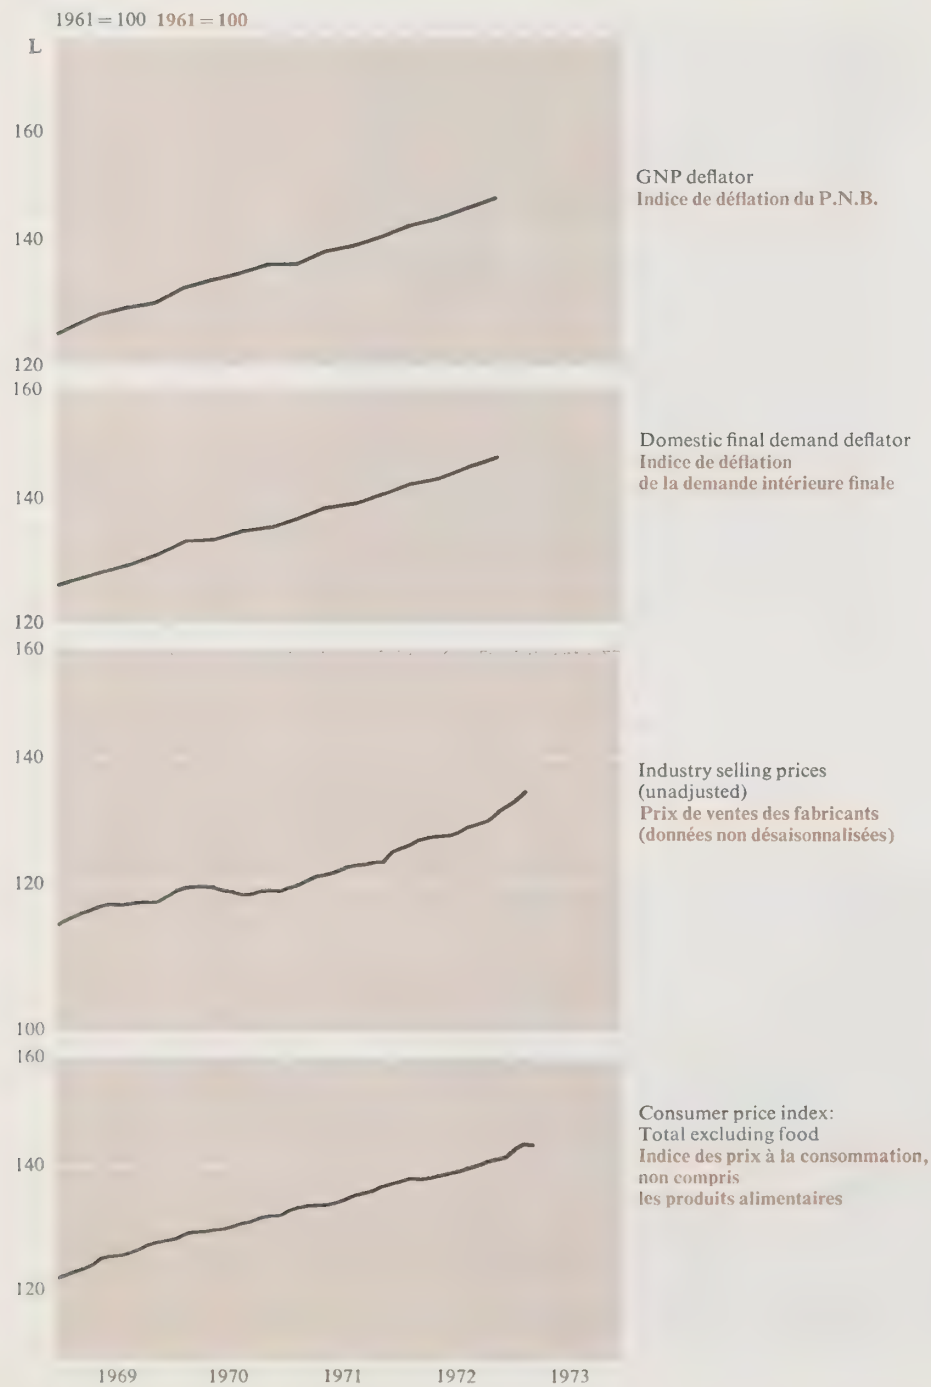 1961 = 100 1961 = 100
L
160
140
120
GNP deflator
Indice de déflation du P.N.B.
160
140
120
Domestic final demand deflator
Indice de déflation
de la demande intérieure finale
160
140
120
100
Industry selling prices
(unadjusted)
Prix de ventes des fabricants
(données non désaisonnalisées)
160
140
120
Consumer price index:
Total excluding food
Indice des prix à la consommation,
non compris
les produits alimentaires
1969 1970 1971 1972 1973